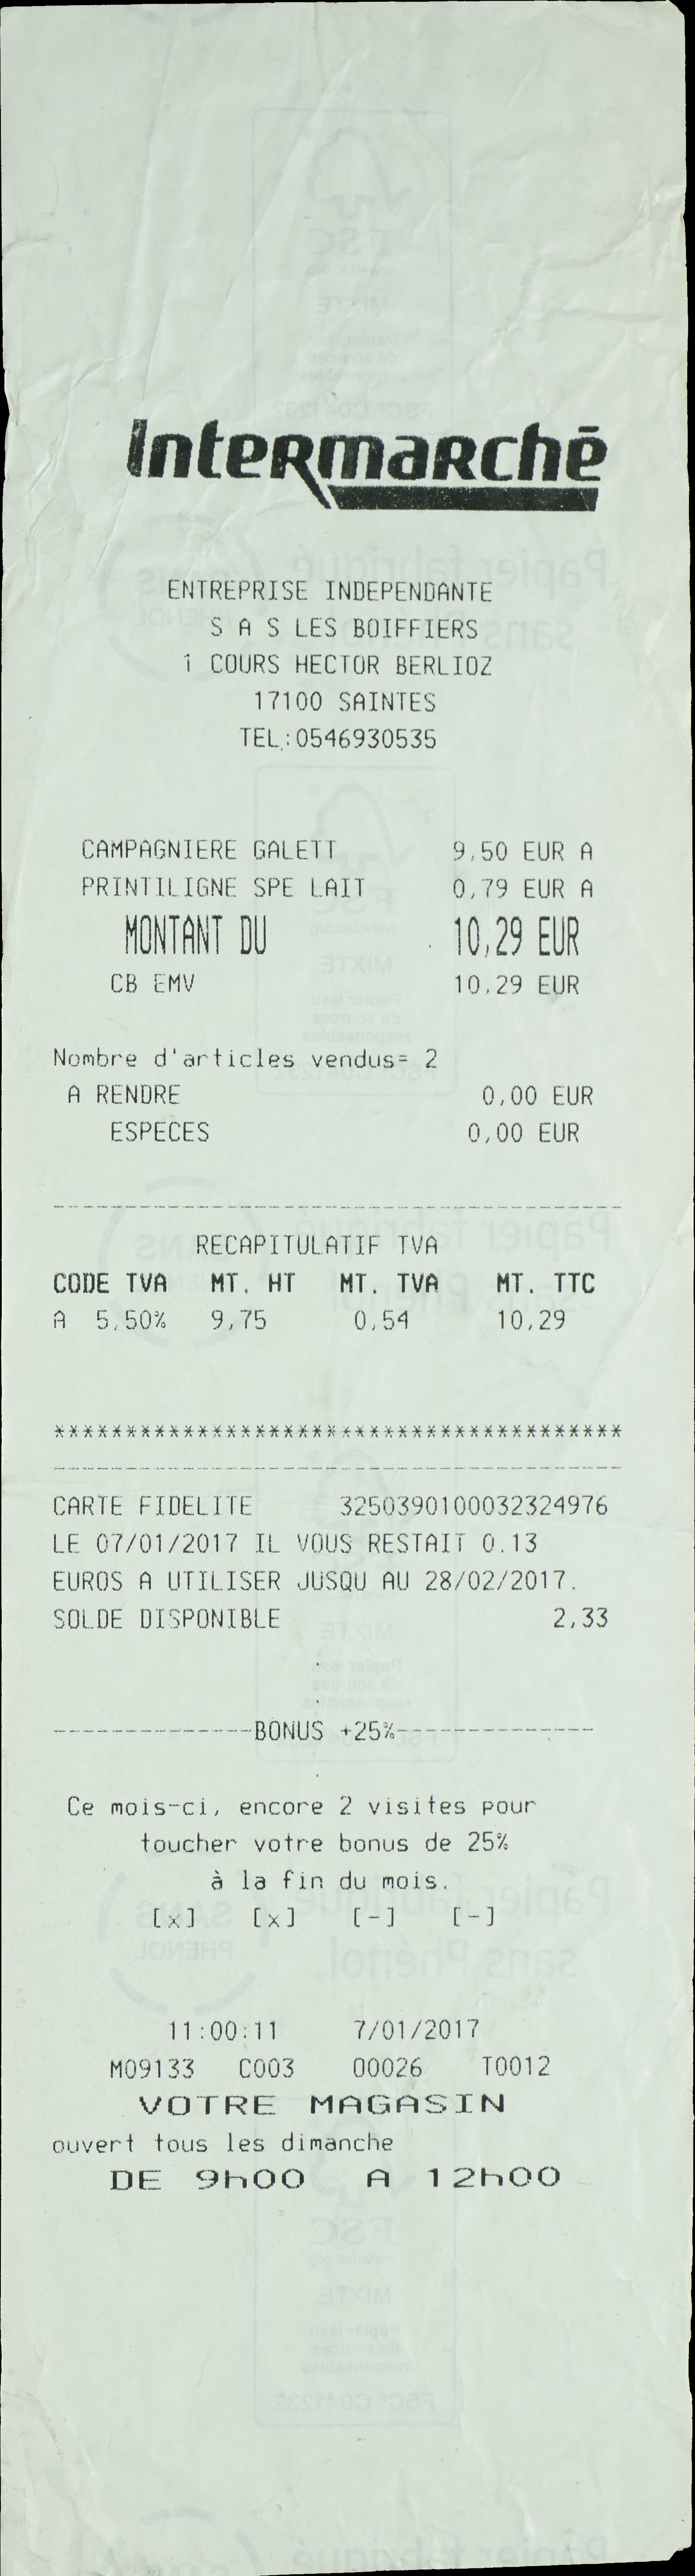 Intermarchē
ENTREPRISE INDEPENDANTE
S A S LES BOIFFIERS
1 COURS HECTOR BERLIOZ
17100 SAINTES
TEL:0546930535
CAMPAGNIERE GALETT 9,50 EUR A
PRINTILIGNE SPE LAIT 0,79 EUR A
MONTANT DU 10,29 EUR
CB EMV 10,29 EUR
Nombre d'articles vendus= 2
A RENDRE 0,00 EUR
ESPECES 0,00 EUR
----------------------------------------
RECAPITULATIF TVA
CODE TVA MT. HT MT. TVA MT. TTC
A 5,50% 9,75 0,54 10,29
****************************************
----------------------------------------
CARTE FIDELITE 3250390100032324976
LE 07/01/2017 IL VOUS RESTAIT 0.13
EUROS A UTILISER JUSQU AU 28/02/2017.
SOLDE DISPONIBLE 2,33
.
.
--------------BONUS +25%--------------
.
Ce mois-ci, encore 2 visites pour
toucher votre bonus de 25%
à la fin du mois.
[x] [x] [-] [-]
11:00:11 7/01/2017
M09133 C003 00026 T0012
VOTRE MAGASIN
ouvert tous les dimanche
DE 9h00 A 12h00